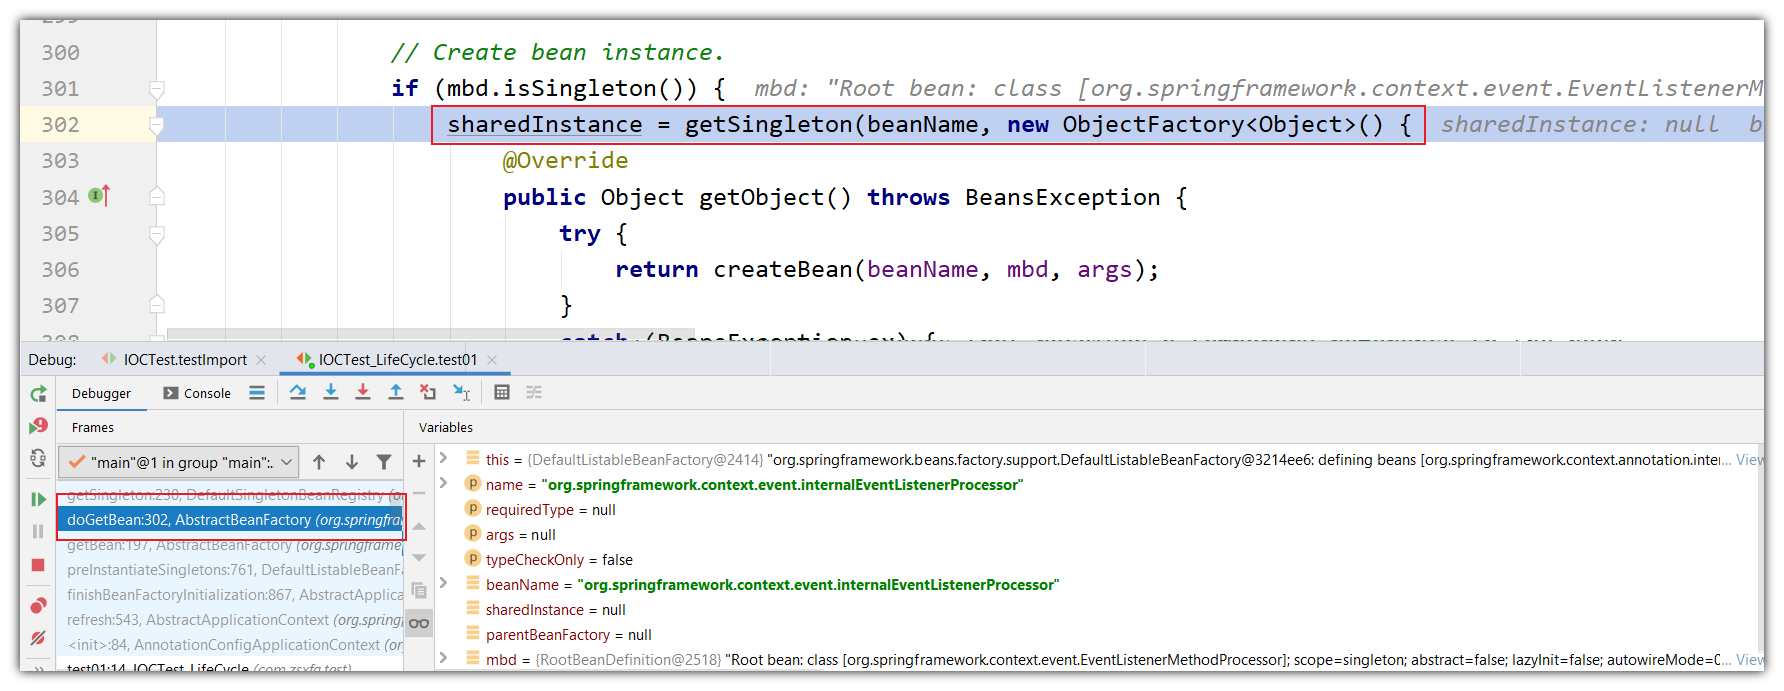 299
300 // Create bean instance.
301 if (mbd.isSingleton()) { mbd: "Root bean: class [org.springframework.context.event.EventListenerM
302 sharedInstance = getSingleton(beanName, new ObjectFactory<Object>() { sharedInstance: null b
303 @Override
304 public Object getObject() throws BeansException {
305 try {
306 return createBean(beanName, mbd, args);
307 }
308 catch (BeansException ex) {
Debug: IOCTest.testImport IOCTest_LifeCycle.test01
Debugger Console
Frames Variables
"main"@1 in group "main":..
getSingleton:230, DefaultSingletonBeanRegistry (o
doGetBean:302, AbstractBeanFactory (org.springfra
getBean:197, AbstractBeanFactory (org.springframe
preInstantiateSingletons:761, DefaultListableBeanF
finishBeanFactoryInitialization:867, AbstractApplica
refresh:543, AbstractApplicationContext (org.spring
<init>:84, AnnotationConfigApplicationContext (or
test01:14, IOCTest_LifeCycle (com.zsxfa.test)
this = {DefaultListableBeanFactory@2414} "org.springframework.beans.factory.support.DefaultListableBeanFactory@3214ee6: defining beans [org.springframework.context.annotation.inter... View
name = "org.springframework.context.event.internalEventListenerProcessor"
requiredType = null
args = null
typeCheckOnly = false
beanName = "org.springframework.context.event.internalEventListenerProcessor"
sharedInstance = null
parentBeanFactory = null
mbd = {RootBeanDefinition@2518} "Root bean: class [org.springframework.context.event.EventListenerMethodProcessor]; scope=singleton; abstract=false; lazyInit=false; autowireMode=0... View